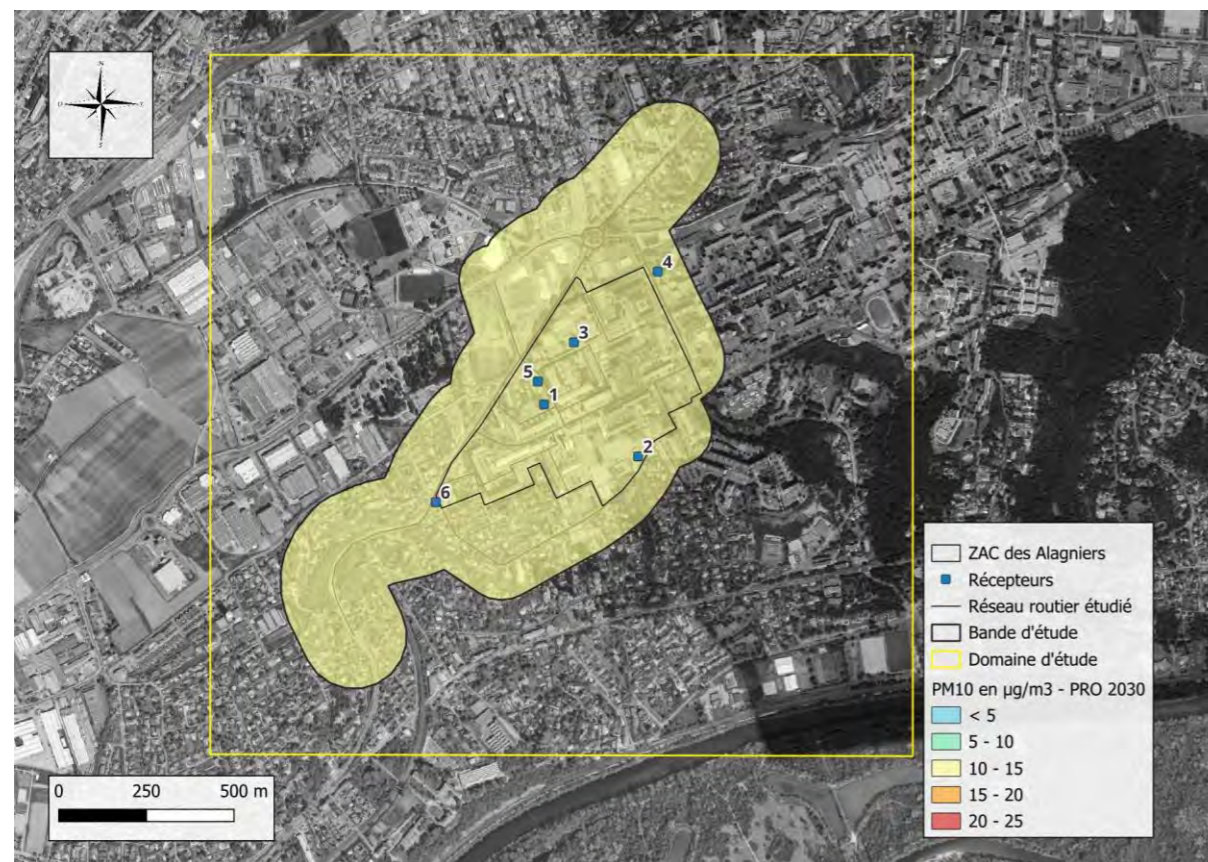 N
O
E
S
4
3
5
1
2
6
ZAC des Alagniers
Récepteurs
Réseau routier étudié
Bande d'étude
Domaine d'étude
PM10 en µg/m3 - PRO 2030
< 5
5 - 10
10 - 15
15 - 20
20 - 25
0 250 500 m